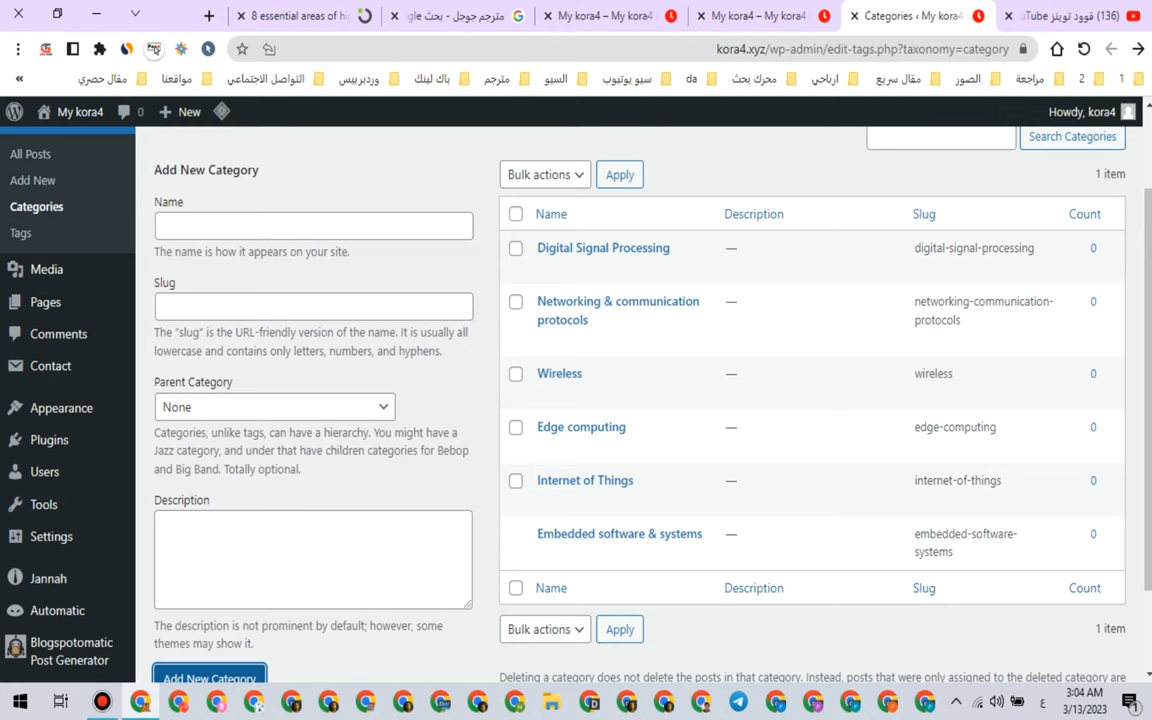 8 essential areas of hi
مترجم جوجل - بحث gle
My kora4 – My kora4
My kora4 – My kora4
Categories ‹ My kora4
(136) قوود توينز uTube
kora4.xyz/wp-admin/edit-tags.php?taxonomy=category
«
مقال حصري
مواقعنا
التواصل الاجتماعي
وردبرييس
باك لينك
مترجم
السيو
سيو يوتيوب
da
محرك بحث
ارباحي
مقال سريع
الصور
مراجعة
2
1
My kora4
0
New
Howdy, kora4
All Posts
Add New
Categories
Tags
Media
Pages
Comments
Contact
Appearance
Plugins
Users
Tools
Settings
Jannah
Automatic
Blogspotomatic
Post Generator
Search Categories
Add New Category
Name
The name is how it appears on your site.
Slug
The “slug” is the URL-friendly version of the name. It is usually all
lowercase and contains only letters, numbers, and hyphens.
Parent Category
None
Categories, unlike tags, can have a hierarchy. You might have a
Jazz category, and under that have children categories for Bebop
and Big Band. Totally optional.
Description
The description is not prominent by default; however, some
themes may show it.
Add New Category
Bulk actions
Apply
1 item
Name Description Slug Count
Digital Signal Processing — digital-signal-processing 0
Networking & communication — networking-communication- 0
protocols protocols
Wireless — wireless 0
Edge computing — edge-computing 0
Internet of Things — internet-of-things 0
Embedded software & systems — embedded-software- 0
systems
Name Description Slug Count
Bulk actions
Apply
1 item
Deleting a category does not delete the posts in that category. Instead, posts that were only assigned to the deleted category are
ع
3:04 AM
3/13/2023
1